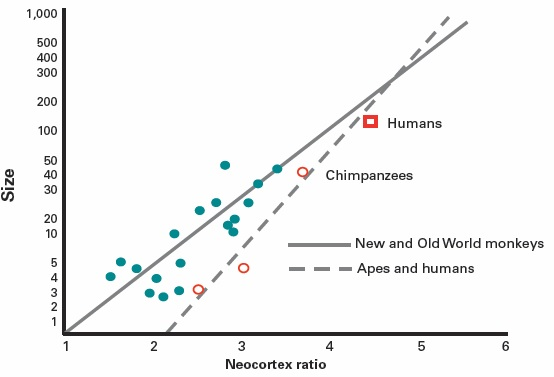 1,000
500
400
300
200
100
50
40
30
20
10
5
4
3
2
1
Size
Humans
Chimpanzees
New and Old World monkeys
Apes and humans
1 2 3 4 5 6
Neocortex ratio